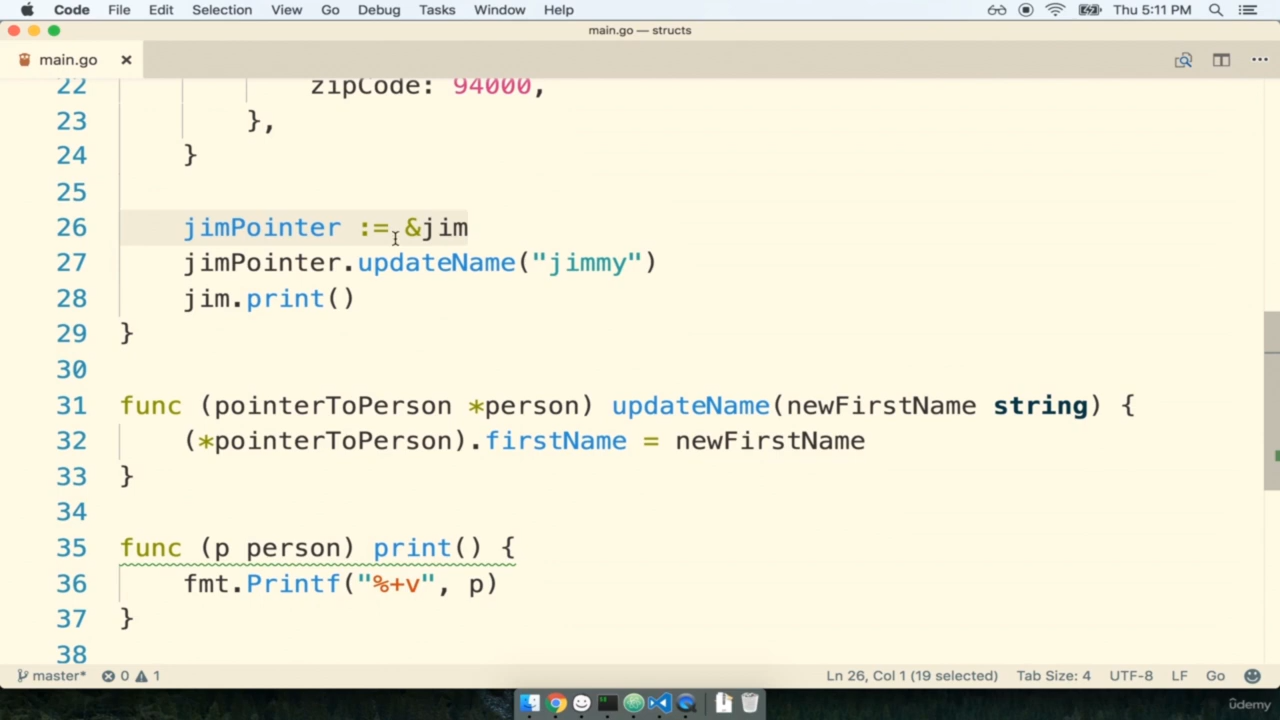 Code File Edit Selection View Go Debug Tasks Window Help Thu 5:11 PM
main.go — structs
main.go
22 zipCode: 94000,
23 },
24 }
25
26 jimPointer := &jim
27 jimPointer.updateName("jimmy")
28 jim.print()
29 }
30
31 func (pointerToPerson *person) updateName(newFirstName string) {
32 (*pointerToPerson).firstName = newFirstName
33 }
34
35 func (p person) print() {
36 fmt.Printf("%+v", p)
37 }
38
master* 0 1 Ln 26, Col 1 (19 selected) Tab Size: 4 UTF-8 LF Go
ûdemy